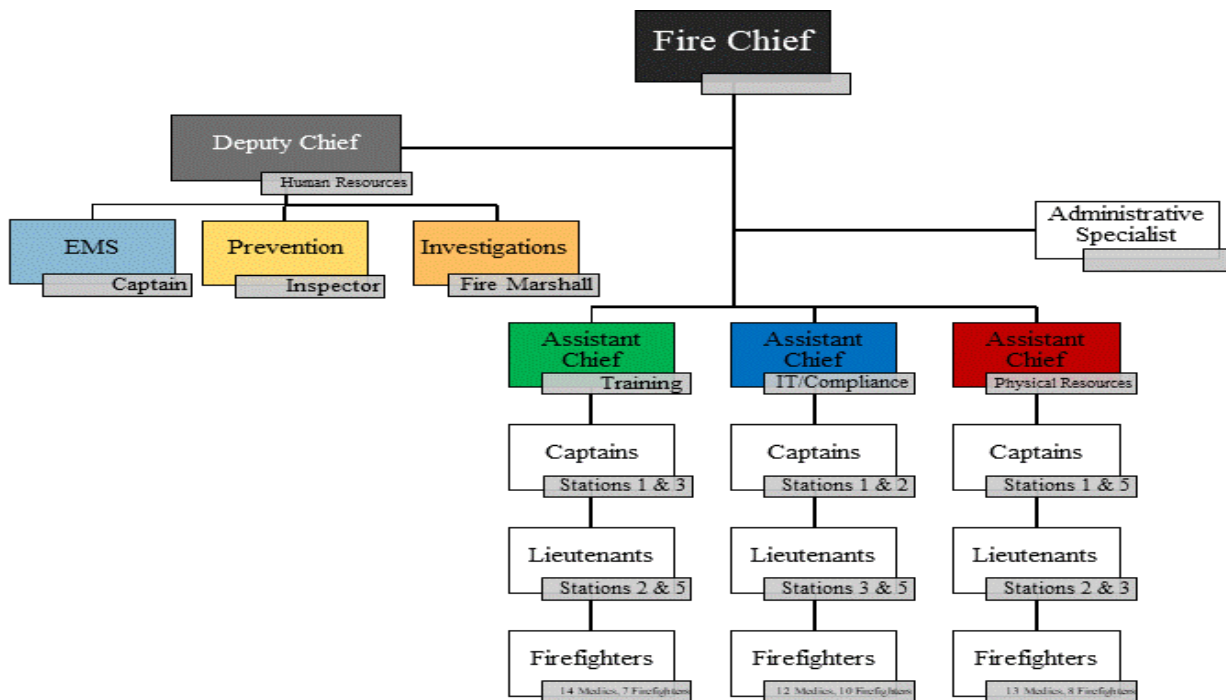 Fire Chief
Deputy Chief
Human Resources
EMS
Captain
Prevention
Inspector
Investigations
Fire Marshall
Administrative
Specialist
Assistant
Chief
Training
Assistant
Chief
IT/Compliance
Assistant
Chief
Physical Resources
Captains
Stations 1 & 3
Captains
Stations 1 & 2
Captains
Stations 1 & 5
Lieutenants
Stations 2 & 5
Lieutenants
Stations 3 & 5
Lieutenants
Stations 2 & 3
Firefighters
14 Medics, 7 Firefighters
Firefighters
12 Medics, 10 Firefighters
Firefighters
13 Medics, 8 Firefighters